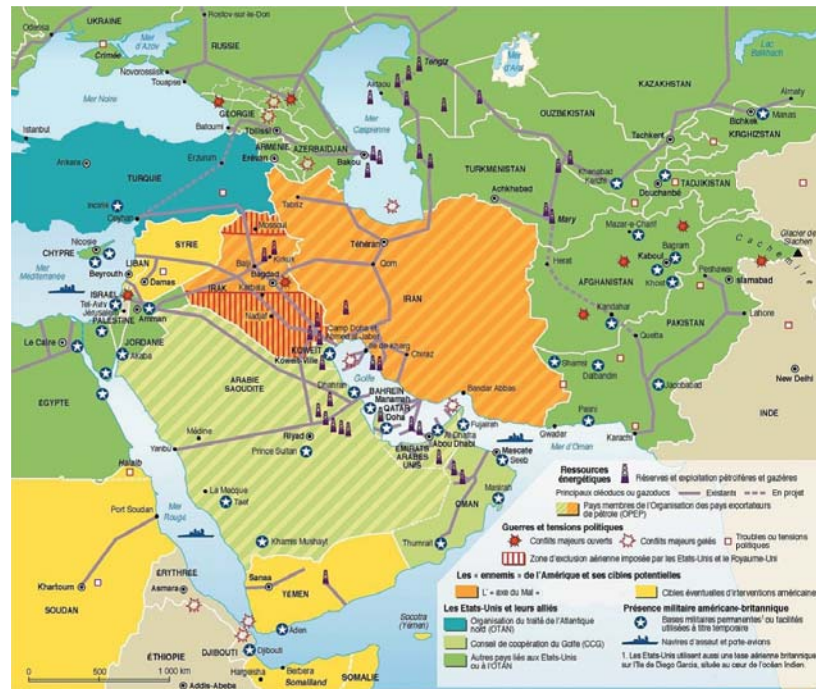 UKRAINE
Rostov-sur-le-Don
Odessa
Mer
d'Azov
Crimée
RUSSIE
Novorossisk
Touapse
Mer Noire
Tengiz
Mer
d'Aral
Lac
Balkhach
KAZAKHSTAN
Aktaou
GEORGIE
Batoumi
Tbilissi
Mer
Caspienne
OUZBEKISTAN
Almaty
Bichkek
Manas
Istanbul
ARMENIE
AZERBAIDJAN
Tachkent
KIRGHIZISTAN
Ankara
Erzurum
Erevan
Bakou
TURKMENISTAN
Khanabad
Karchi
TADJIKISTAN
Douchanbé
TURQUIE
Achkhabad
Incirlik
Ceyhan
Tabriz
Mary
Mazar-e-Charif
Glacier de
Siachen
Mossoul
Nicosie
CHYPRE
SYRIE
Téhéran
Bagram
Kaboul
Cachemire
LIBAN
Kirkuk
Baiji
Qom
Herat
Peshawar
Mer
Méditerranée
Beyrouth
Damas
Bagdad
AFGHANISTAN
Khost
Islamabad
ISRAEL
IRAK
Kerbala
IRAN
Tel-Aviv
Jérusalem
Amman
Kandahar
Lahore
PALESTINE
Nadjaf
Quetta
PAKISTAN
Le Caire
JORDANIE
KOWEIT
Camp Doha et
Ahmed al-Jaber
Koweït-Ville
Ile de Kharg
Chiraz
Akaba
Shamsi
Dalbandin
New Delhi
ARABIE
SAOUDITE
Golfe
Jacobabad
EGYPTE
Dhahran
BAHREIN
Manama
Bandar Abbas
INDE
Médine
QATAR
Doha
Fujairah
Pasni
Yanbu
Riyad
Al Dhafra
Abou Dhabi
Gwadar
Karachi
Prince Sultan
EMIRATS
ARABES
UNIS
Mascate
Seeb
Mer d'Oman
Halaib
La Mecque
Taef
Masirah
OMAN
Port Soudan
Mer
Rouge
Khamis Mushayt
Thumrait
ERYTHRÉE
Asmara
Sanaa
YEMEN
Khartoum
SOUDAN
Aden
Socotra
(Yémen)
DJIBOUTI
Djibouti
ÉTHIOPIE
Hargeisha
Berbera
Somaliland
SOMALIE
Addis-Abeba
0
500
1 000 km
Ressources
énergétiques
Réserves et exploitation pétrolifères et gazières
Principaux oléoducs ou gazoducs
Existants
En projet
Pays membres de l'Organisation des pays exportateurs
de pétrole (OPEP)
Guerres et tensions politiques
Conflits majeurs ouverts
Conflits majeurs gelés
Troubles ou tensions
politiques
Zone d'exclusion aérienne imposée par les Etats-Unis et le Royaume-Uni
Les « ennemis » de l'Amérique et ses cibles potentielles
L' « axe du Mal »
Cibles éventuelles d'interventions américaines
Les Etats-Unis et leurs alliés
Organisation du traité de l'Atlantique
nord (OTAN)
Conseil de coopération du Golfe (CCG)
Autres pays liés aux Etats-Unis
ou à l'OTAN
Présence militaire américano-britannique
Bases militaires permanentes¹ ou facilités
utilisées à titre temporaire
Navires d'assaut et porte-avions
1. Les Etats-Unis utilisent aussi une base aérienne britannique
sur l'île de Diego Garcia, située au cœur de l'océan Indien.